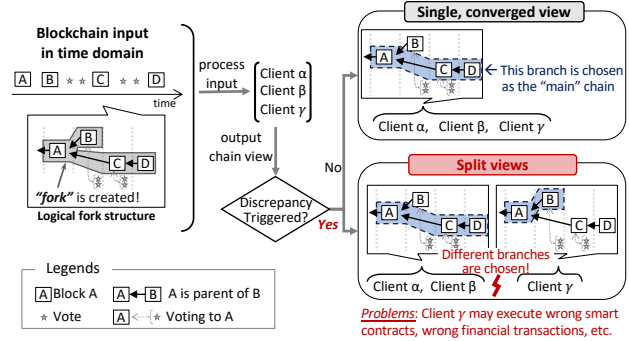 Blockchain input
in time domain
A B ☆ ☆ C ☆ ☆ D
time
B
A
C
D
“fork” is created!
Logical fork structure
process
input
Client α
Client β
Client γ
output
chain view
Discrepancy
Triggered?
No
Yes
Single, converged view
B
A
C
D
← This branch is chosen
as the “main” chain
Client α, Client β, Client γ
Split views
B
A
C
D
B
A
C
D
Different branches
are chosen!
Client α, Client β
Client γ
Problems: Client γ may execute wrong smart
contracts, wrong financial transactions, etc.
Legends
A Block A
A B A is parent of B
☆ Vote
A Voting to A